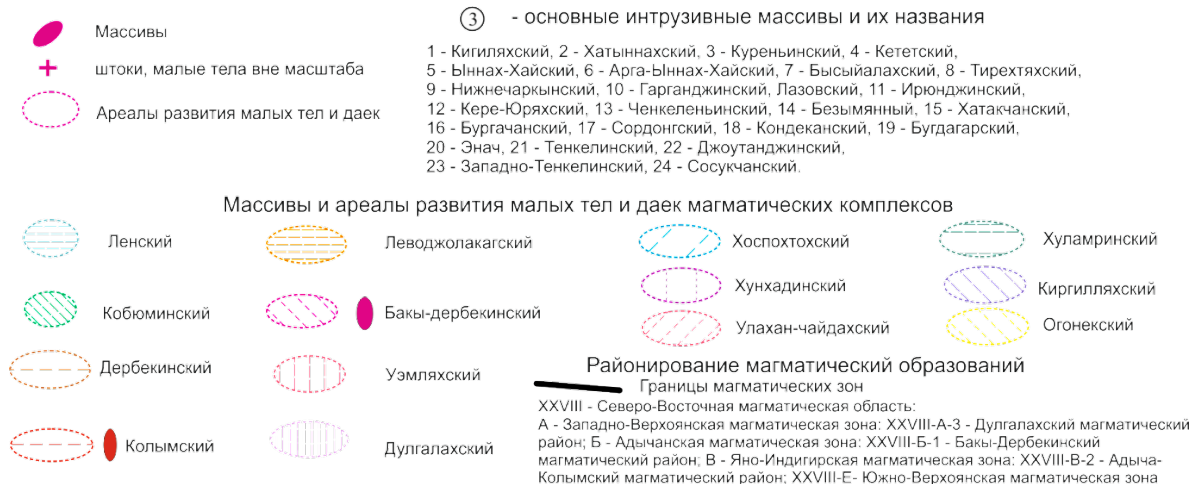 Массивы
штоки, малые тела вне масштаба
Ареалы развития малых тел и даек
3 - основные интрузивные массивы и их названия
1 - Кигиляхский, 2 - Хатыннахский, 3 - Куреньинский, 4 - Кететский,
5 - Ыннах-Хайский, 6 - Арга-Ыннах-Хайский, 7 - Бысыйалахский, 8 - Тирехтяхский,
9 - Нижнечаркынский, 10 - Гарганджинский, Лазовский, 11 - Ирюнджинский,
12 - Кере-Юряхский, 13 - Ченкеленьинский, 14 - Безымянный, 15 - Хатакчанский,
16 - Бургачанский, 17 - Сордонгский, 18 - Кондеканский, 19 - Бугдагарский,
20 - Энач, 21 - Тенкелинский, 22 - Джоутанджинский,
23 - Западно-Тенкелинский, 24 - Сосукчанский.
Массивы и ареалы развития малых тел и даек магматических комплексов
Ленский
Кобюминский
Дербекинский
Колымский
Леводжолакагский
Бакы-дербекинский
Уэмляхский
Дулгалахский
Хоспохтохский
Хунхадинский
Улахан-чайдахский
Хуламринский
Киргилляхский
Огонекский
Районирование магматический образований
Границы магматических зон
XXVIII - Северо-Восточная магматическая область:
А - Западно-Верхоянская магматическая зона: XXVIII-А-3 - Дулгалахский магматический
район; Б - Адычанская магматическая зона: XXVIII-Б-1 - Бакы-Дербекинский
магматический район; В - Яно-Индигирская магматическая зона: XXVIII-В-2 - Адыча-
Колымский магматический район; XXVIII-Е- Южно-Верхоянская магматическая зона